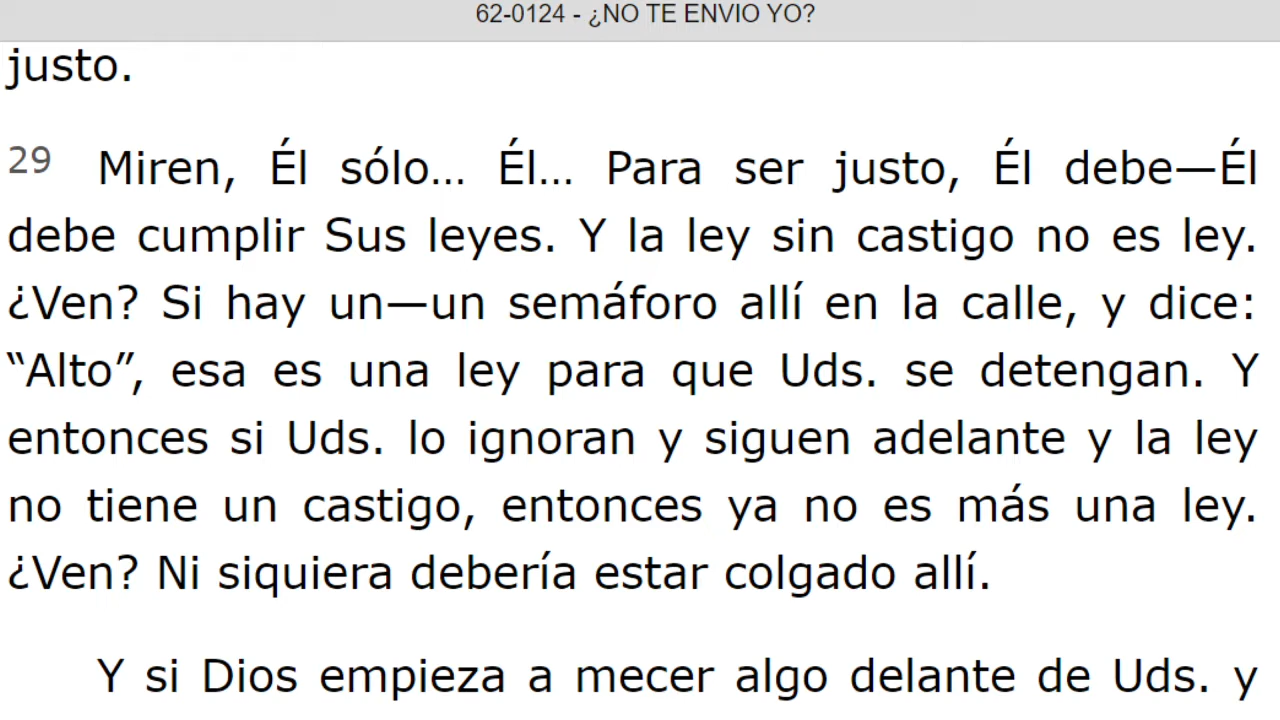 62-0124 - ¿NO TE ENVIO YO?
justo.
29 Miren, Él sólo... Él... Para ser justo, Él debe—Él
debe cumplir Sus leyes. Y la ley sin castigo no es ley.
¿Ven? Si hay un—un semáforo allí en la calle, y dice:
“Alto”, esa es una ley para que Uds. se detengan. Y
entonces si Uds. lo ignoran y siguen adelante y la ley
no tiene un castigo, entonces ya no es más una ley.
¿Ven? Ni siquiera debería estar colgado allí.
Y si Dios empieza a mecer algo delante de Uds. y